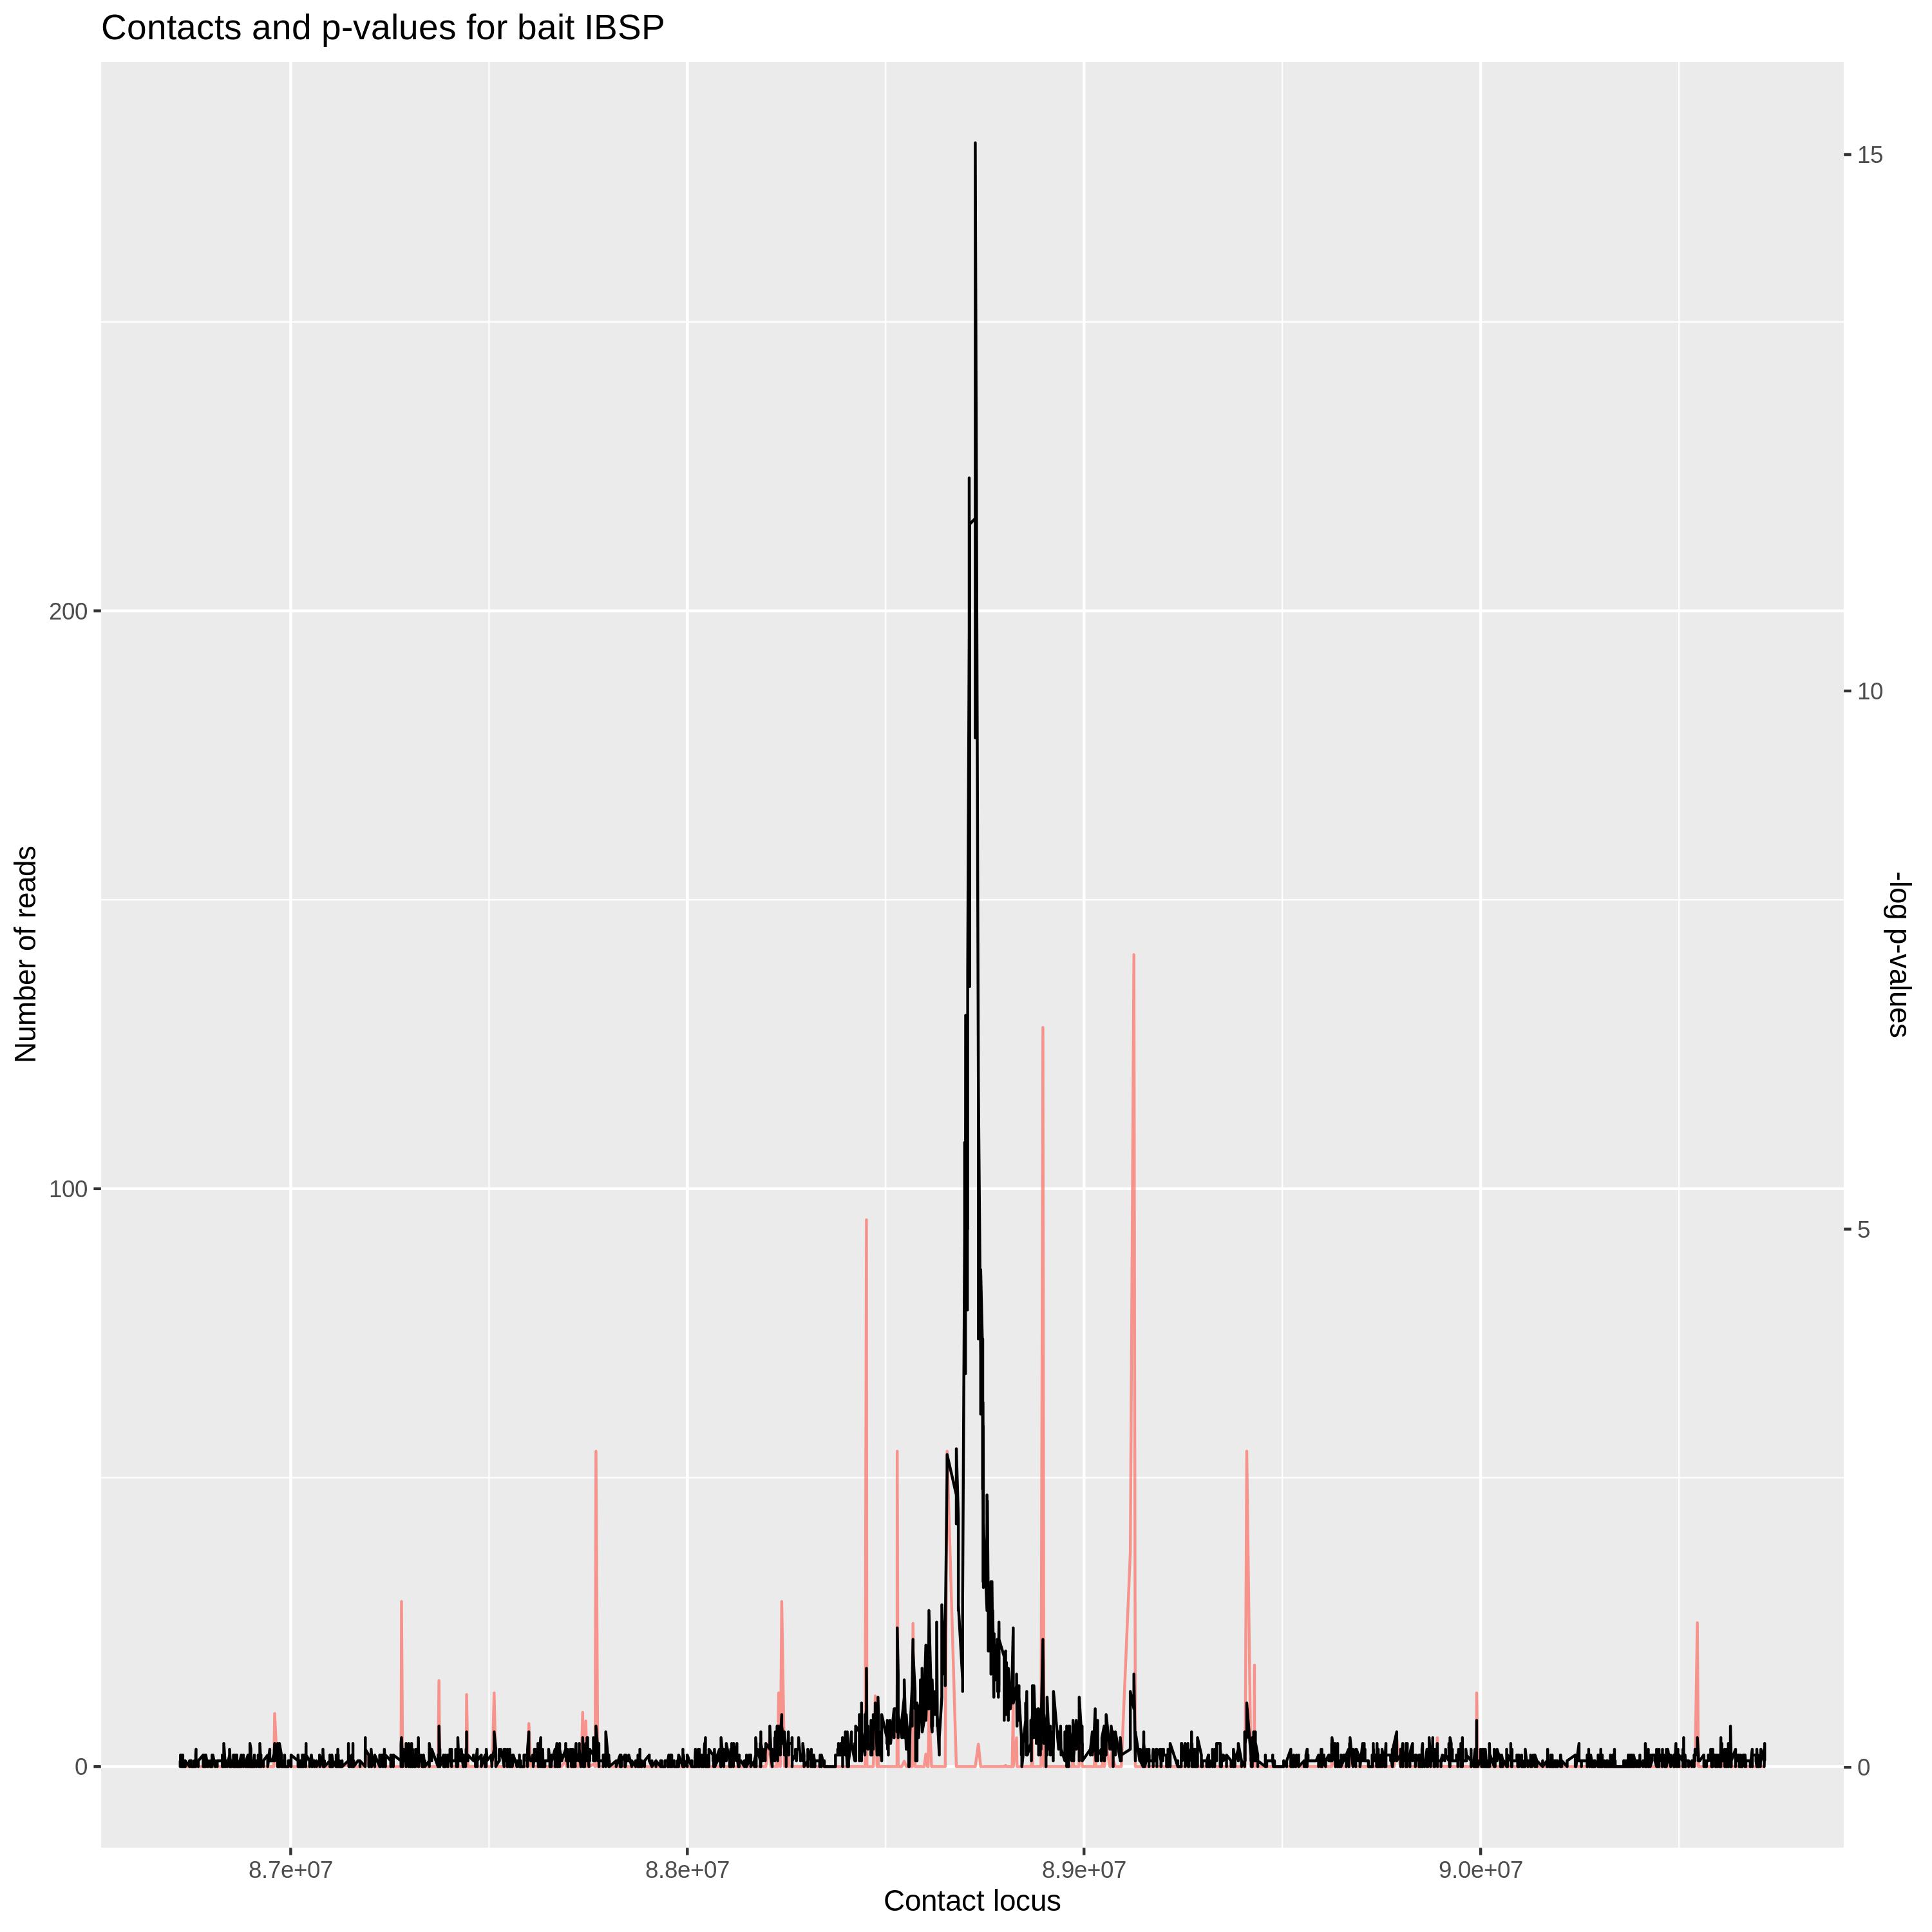 Contacts and p-values for bait IBSP
15
200
10
Number of reads
-log p-values
100
5
0
0
8.7e+07
8.8e+07
8.9e+07
9.0e+07
Contact locus